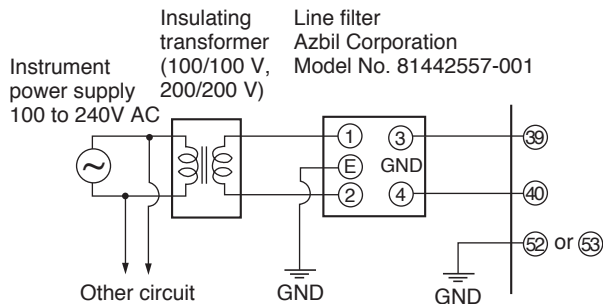 Insulating
transformer
(100/100 V,
200/200 V)
Line filter
Azbil Corporation
Model No. 81442557-001
Instrument
power supply
100 to 240V AC
~
1
3
39
E
GND
2
4
40
52 or 53
Other circuit
GND
GND